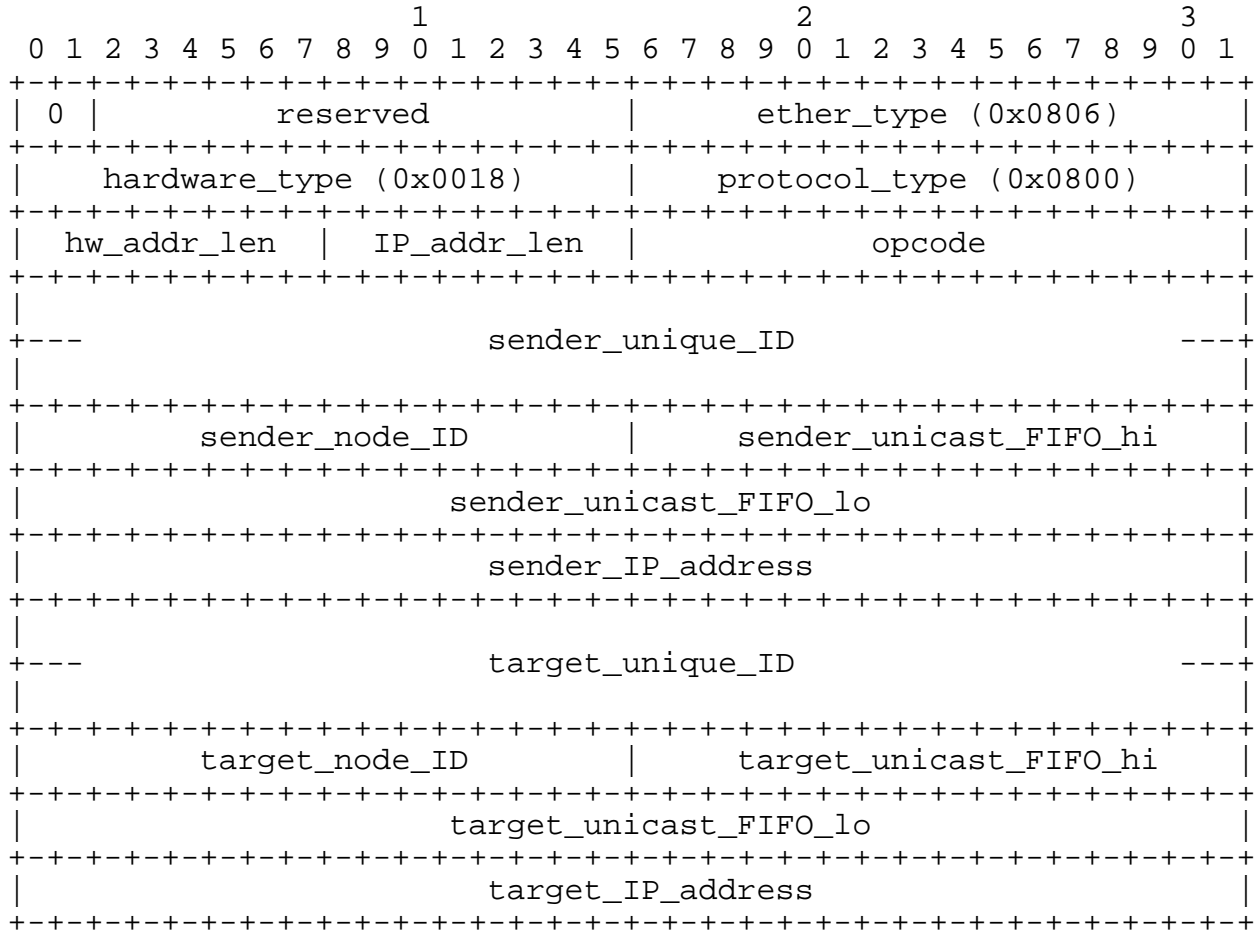 1                   2                   3
 0 1 2 3 4 5 6 7 8 9 0 1 2 3 4 5 6 7 8 9 0 1 2 3 4 5 6 7 8 9 0 1
+-+-+-+-+-+-+-+-+-+-+-+-+-+-+-+-+-+-+-+-+-+-+-+-+-+-+-+-+-+-+-+-+
| 0 |         reserved          |      ether_type (0x0806)      |
+-+-+-+-+-+-+-+-+-+-+-+-+-+-+-+-+-+-+-+-+-+-+-+-+-+-+-+-+-+-+-+-+
|    hardware_type (0x0018)     |    protocol_type (0x0800)     |
+-+-+-+-+-+-+-+-+-+-+-+-+-+-+-+-+-+-+-+-+-+-+-+-+-+-+-+-+-+-+-+-+
|  hw_addr_len  |  IP_addr_len  |            opcode             |
+-+-+-+-+-+-+-+-+-+-+-+-+-+-+-+-+-+-+-+-+-+-+-+-+-+-+-+-+-+-+-+-+
|                                                               |
+---                     sender_unique_ID                    ---+
|                                                               |
+-+-+-+-+-+-+-+-+-+-+-+-+-+-+-+-+-+-+-+-+-+-+-+-+-+-+-+-+-+-+-+-+
|         sender_node_ID        |     sender_unicast_FIFO_hi    |
+-+-+-+-+-+-+-+-+-+-+-+-+-+-+-+-+-+-+-+-+-+-+-+-+-+-+-+-+-+-+-+-+
|                      sender_unicast_FIFO_lo                   |
+-+-+-+-+-+-+-+-+-+-+-+-+-+-+-+-+-+-+-+-+-+-+-+-+-+-+-+-+-+-+-+-+
|                        sender_IP_address                      |
+-+-+-+-+-+-+-+-+-+-+-+-+-+-+-+-+-+-+-+-+-+-+-+-+-+-+-+-+-+-+-+-+
|                                                               |
+---                     target_unique_ID                    ---+
|                                                               |
+-+-+-+-+-+-+-+-+-+-+-+-+-+-+-+-+-+-+-+-+-+-+-+-+-+-+-+-+-+-+-+-+
|         target_node_ID        |     target_unicast_FIFO_hi    |
+-+-+-+-+-+-+-+-+-+-+-+-+-+-+-+-+-+-+-+-+-+-+-+-+-+-+-+-+-+-+-+-+
|                      target_unicast_FIFO_lo                   |
+-+-+-+-+-+-+-+-+-+-+-+-+-+-+-+-+-+-+-+-+-+-+-+-+-+-+-+-+-+-+-+-+
|                        target_IP_address                      |
+-+-+-+-+-+-+-+-+-+-+-+-+-+-+-+-+-+-+-+-+-+-+-+-+-+-+-+-+-+-+-+-+